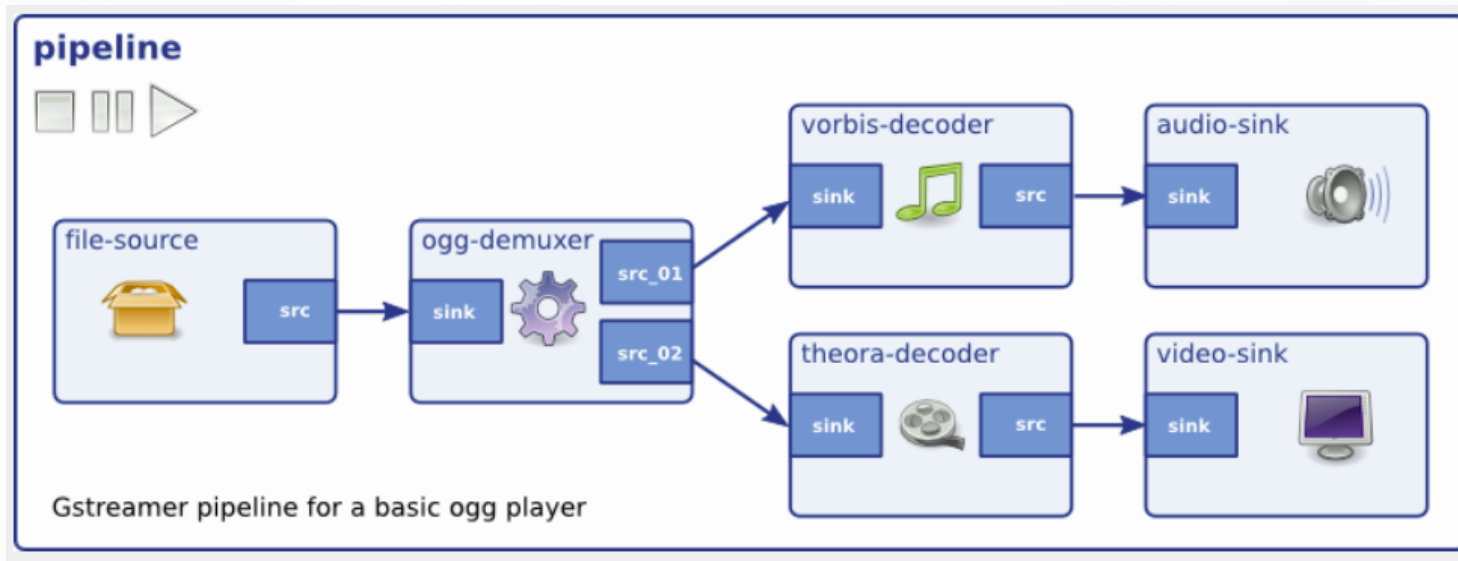 pipeline
file-source
src
ogg-demuxer
sink
src_01
src_02
vorbis-decoder
sink
src
audio-sink
sink
theora-decoder
sink
src
video-sink
sink
Gstreamer pipeline for a basic ogg player